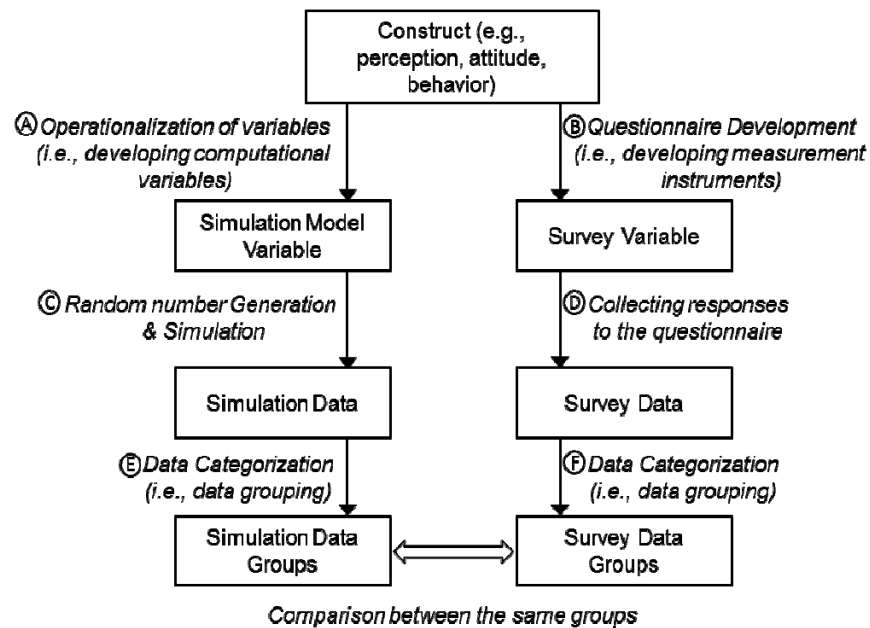 Construct (e.g.,
perception, attitude,
behavior)
Ⓐ Operationalization of variables
(i.e., developing computational
variables)
Ⓑ Questionnaire Development
(i.e., developing measurement
instruments)
Simulation Model
Variable
Survey Variable
Ⓒ Random number Generation
& Simulation
Ⓓ Collecting responses
to the questionnaire
Simulation Data
Survey Data
Ⓔ Data Categorization
(i.e., data grouping)
Ⓕ Data Categorization
(i.e., data grouping)
Simulation Data
Groups
Survey Data
Groups
Comparison between the same groups